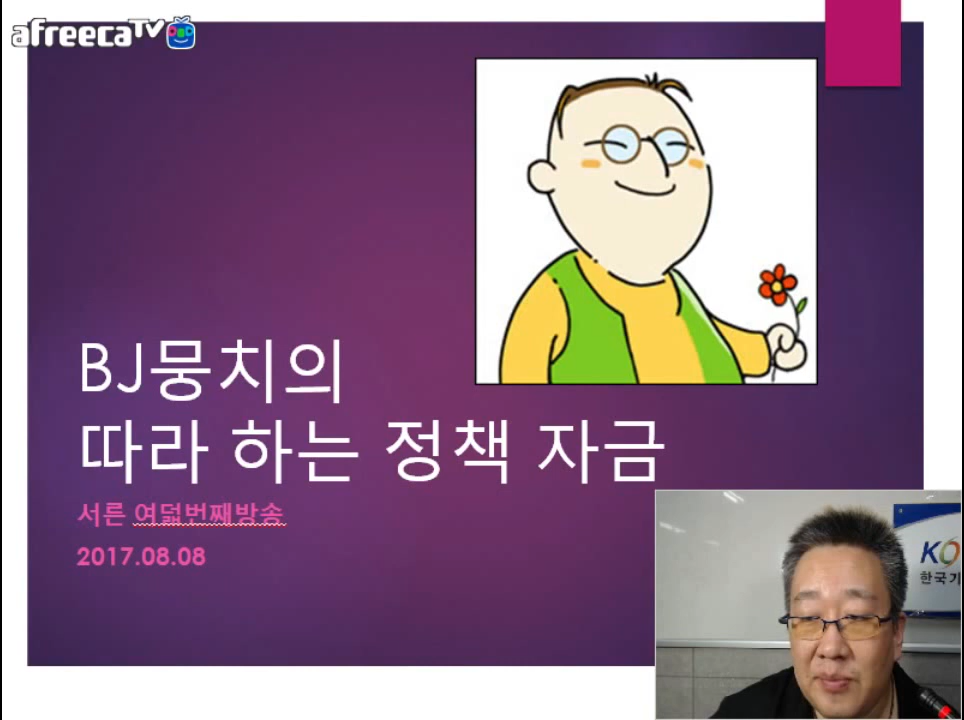 afreecaTV
BJ뭉치의
따라 하는 정책 자금
서른 여덟번째방송
2017.08.08
KO
한국기